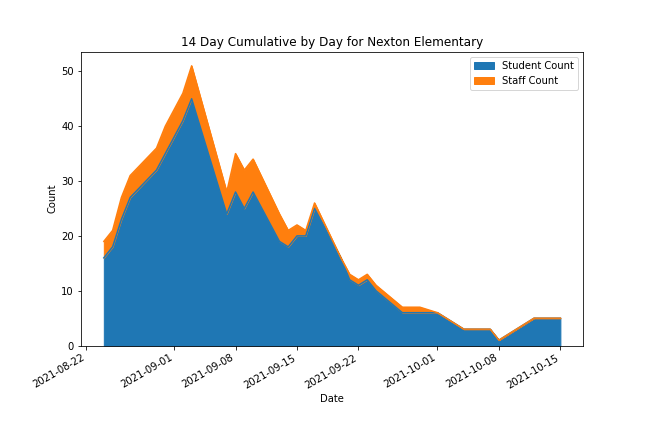 14 Day Cumulative by Day for Nexton Elementary
Student Count
Staff Count
50
40
30
20
10
0
Count
2021-08-22
2021-09-01
2021-09-08
2021-09-15
2021-09-22
2021-10-01
2021-10-08
2021-10-15
Date